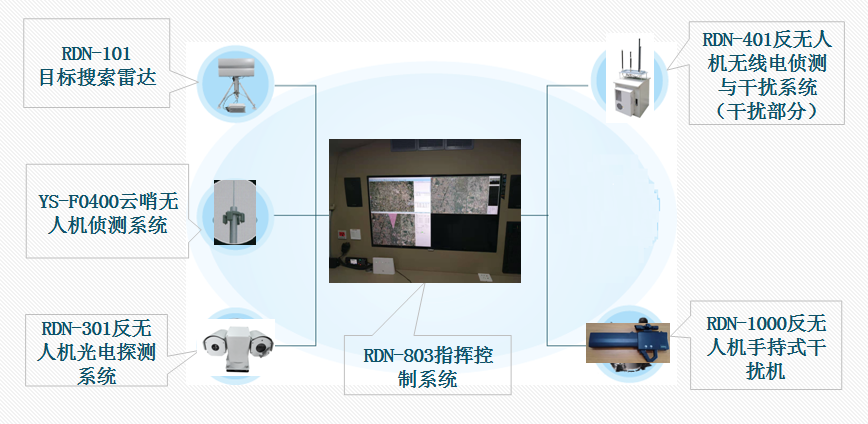 RDN-101
目标搜索雷达
YS-F0400云哨无
人机侦测系统
RDN-301反无
人机光电探测
系统
RDN-803指挥控
制系统
RDN-401反无人
机无线电侦测
与干扰系统
（干扰部分）
RDN-1000反无
人机手持式干
扰机